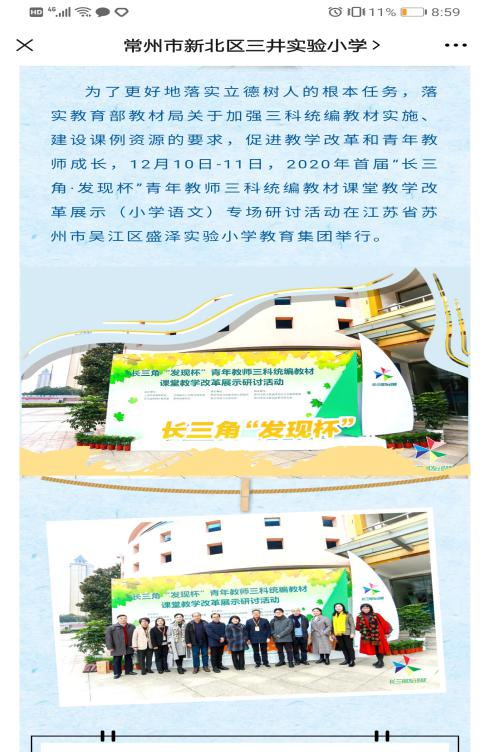 HD 46 11% 8:59
常州市新北区三井实验小学>
为了更好地落实立德树人的根本任务，落
实教育部教材局关于加强三科统编教材实施、
建设课例资源的要求，促进教学改革和青年教
师成长，12月10日-11日，2020年首届“长三
角·发现杯”青年教师三科统编教材课堂教学改
革展示（小学语文）专场研讨活动在江苏省苏
州市吴江区盛泽实验小学教育集团举行。
长三角“发现杯”青年教师三科统编教材
课堂教学改革展示研讨活动
长三角“发现杯”
长三角“发现杯”青年教师三科统编教材
课堂教学改革展示研讨活动